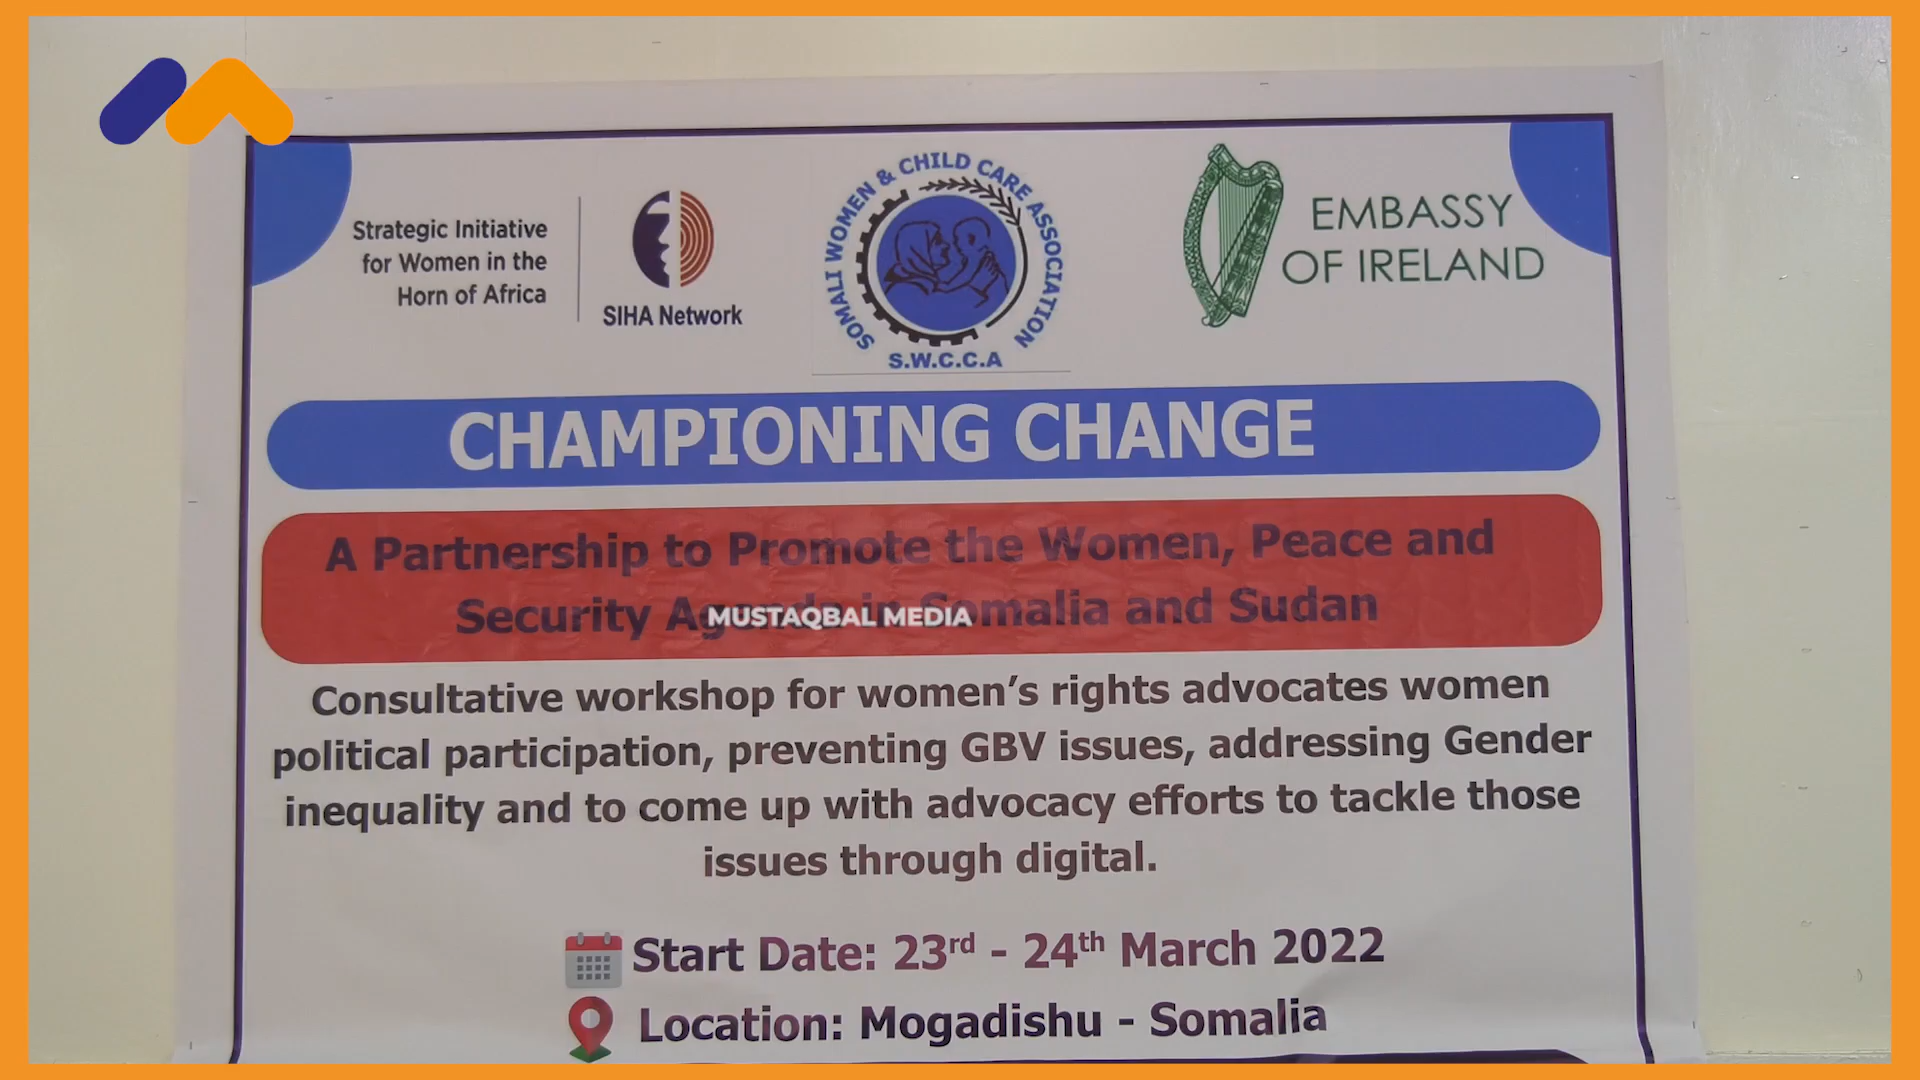 Strategic Initiative
for Women in the
Horn of Africa
SIHA Network
SOMALI WOMEN & CHILD CARE ASSOCIATION
S.W.C.C.A
EMBASSY
OF IRELAND
CHAMPIONING CHANGE
A Partnership to Promote the Women, Peace and
Security Agenda in Somalia and Sudan
MUSTAQBAL MEDIA
Consultative workshop for women's rights advocates women
political participation, preventing GBV issues, addressing Gender
inequality and to come up with advocacy efforts to tackle those
issues through digital.
Start Date: 23rd - 24th March 2022
Location: Mogadishu - Somalia